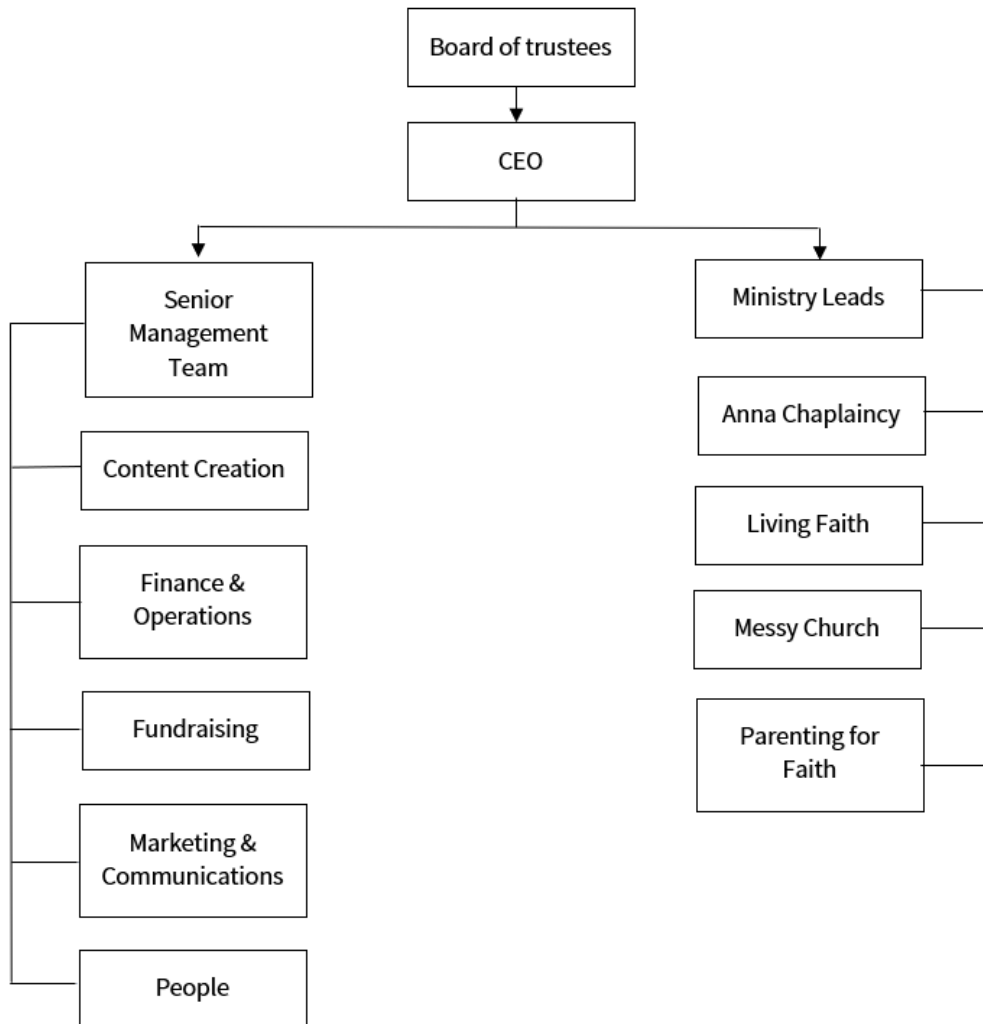 Board of trustees
CEO
Senior
Management
Team
Content Creation
Finance &
Operations
Fundraising
Marketing &
Communications
People
Ministry Leads
Anna Chaplaincy
Living Faith
Messy Church
Parenting for
Faith